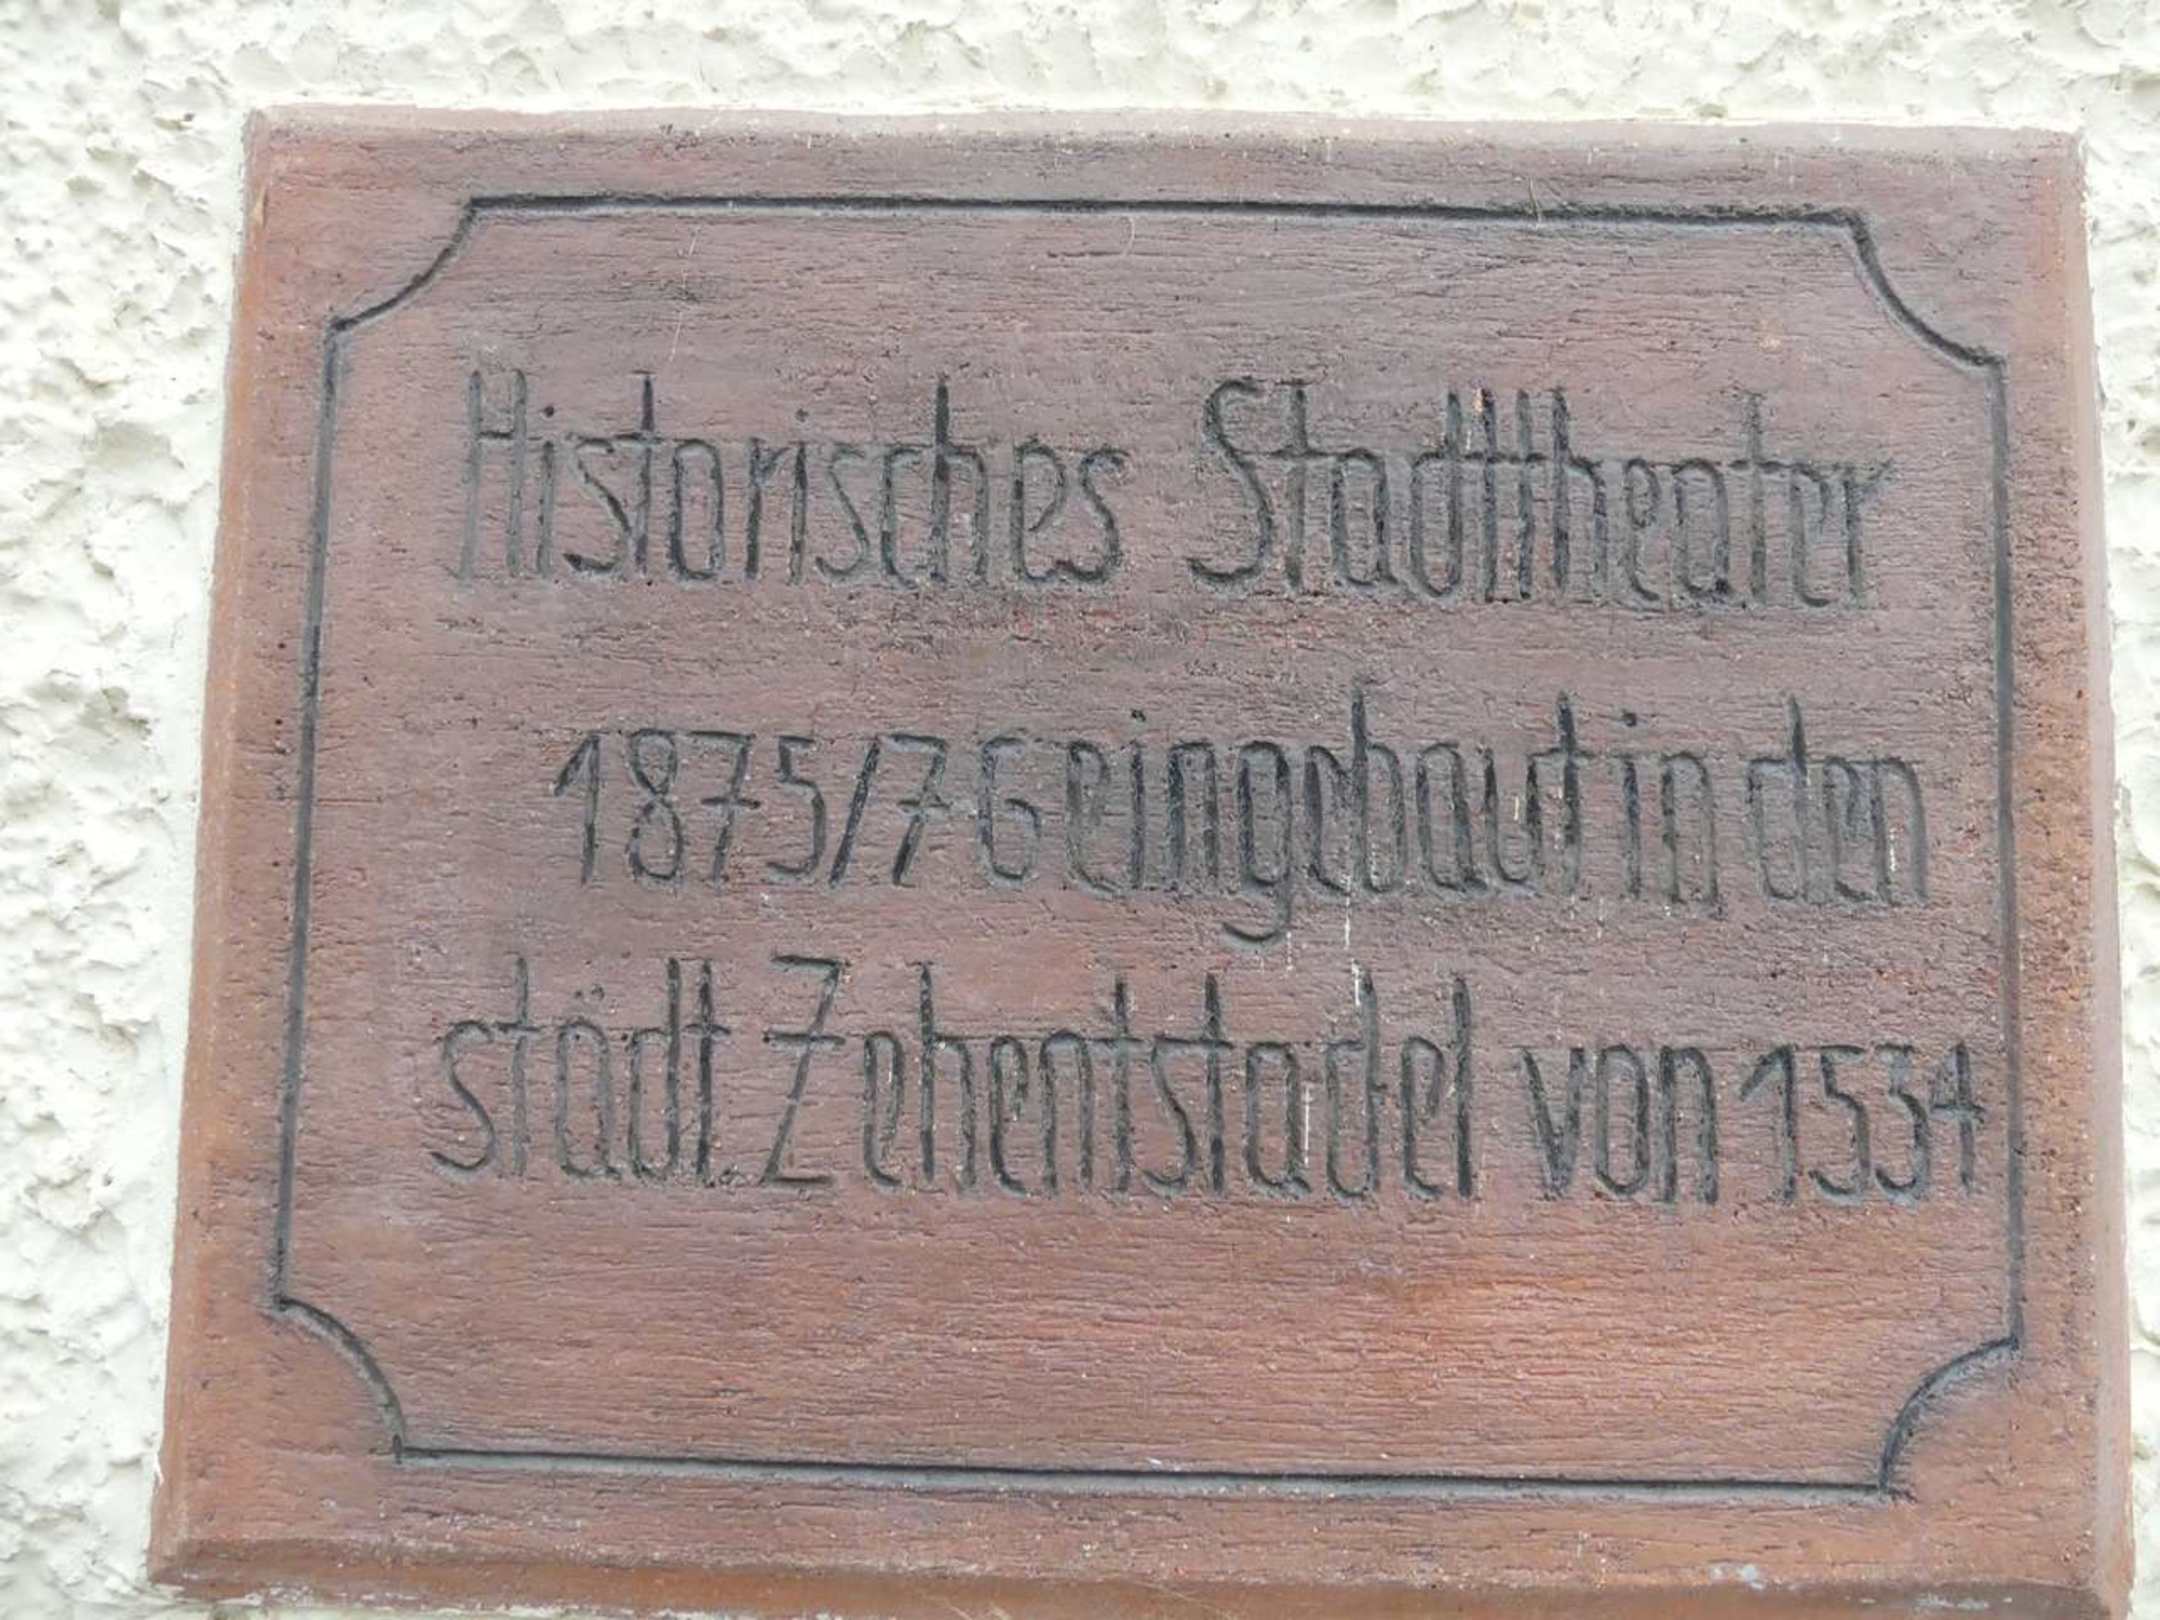 Historisches Stadttheater
1875/76 eingebaut in den
städt. Zehentstadel von 1534